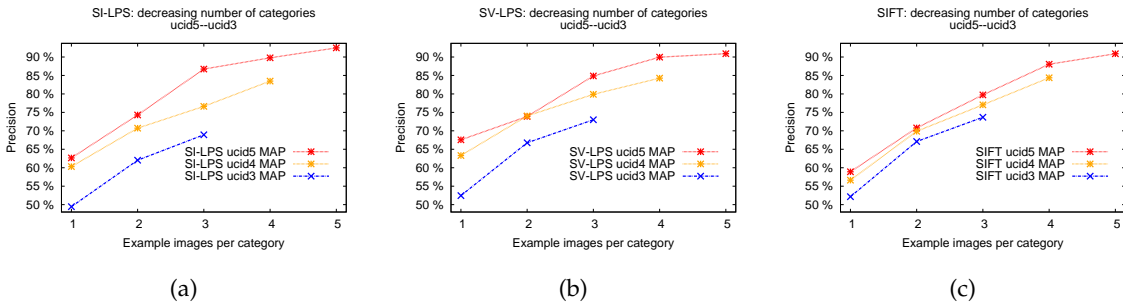 SI-LPS: decreasing number of categories
ucid5--ucid3
90 %
85 %
80 %
75 %
70 %
65 %
60 %
55 %
50 %
Precision
SI-LPS ucid5 MAP
SI-LPS ucid4 MAP
SI-LPS ucid3 MAP
1 2 3 4 5
Example images per category
(a)
SV-LPS: decreasing number of categories
ucid5--ucid3
90 %
85 %
80 %
75 %
70 %
65 %
60 %
55 %
50 %
Precision
SV-LPS ucid5 MAP
SV-LPS ucid4 MAP
SV-LPS ucid3 MAP
1 2 3 4 5
Example images per category
(b)
SIFT: decreasing number of categories
ucid5--ucid3
90 %
85 %
80 %
75 %
70 %
65 %
60 %
55 %
50 %
Precision
SIFT ucid5 MAP
SIFT ucid4 MAP
SIFT ucid3 MAP
1 2 3 4 5
Example images per category
(c)